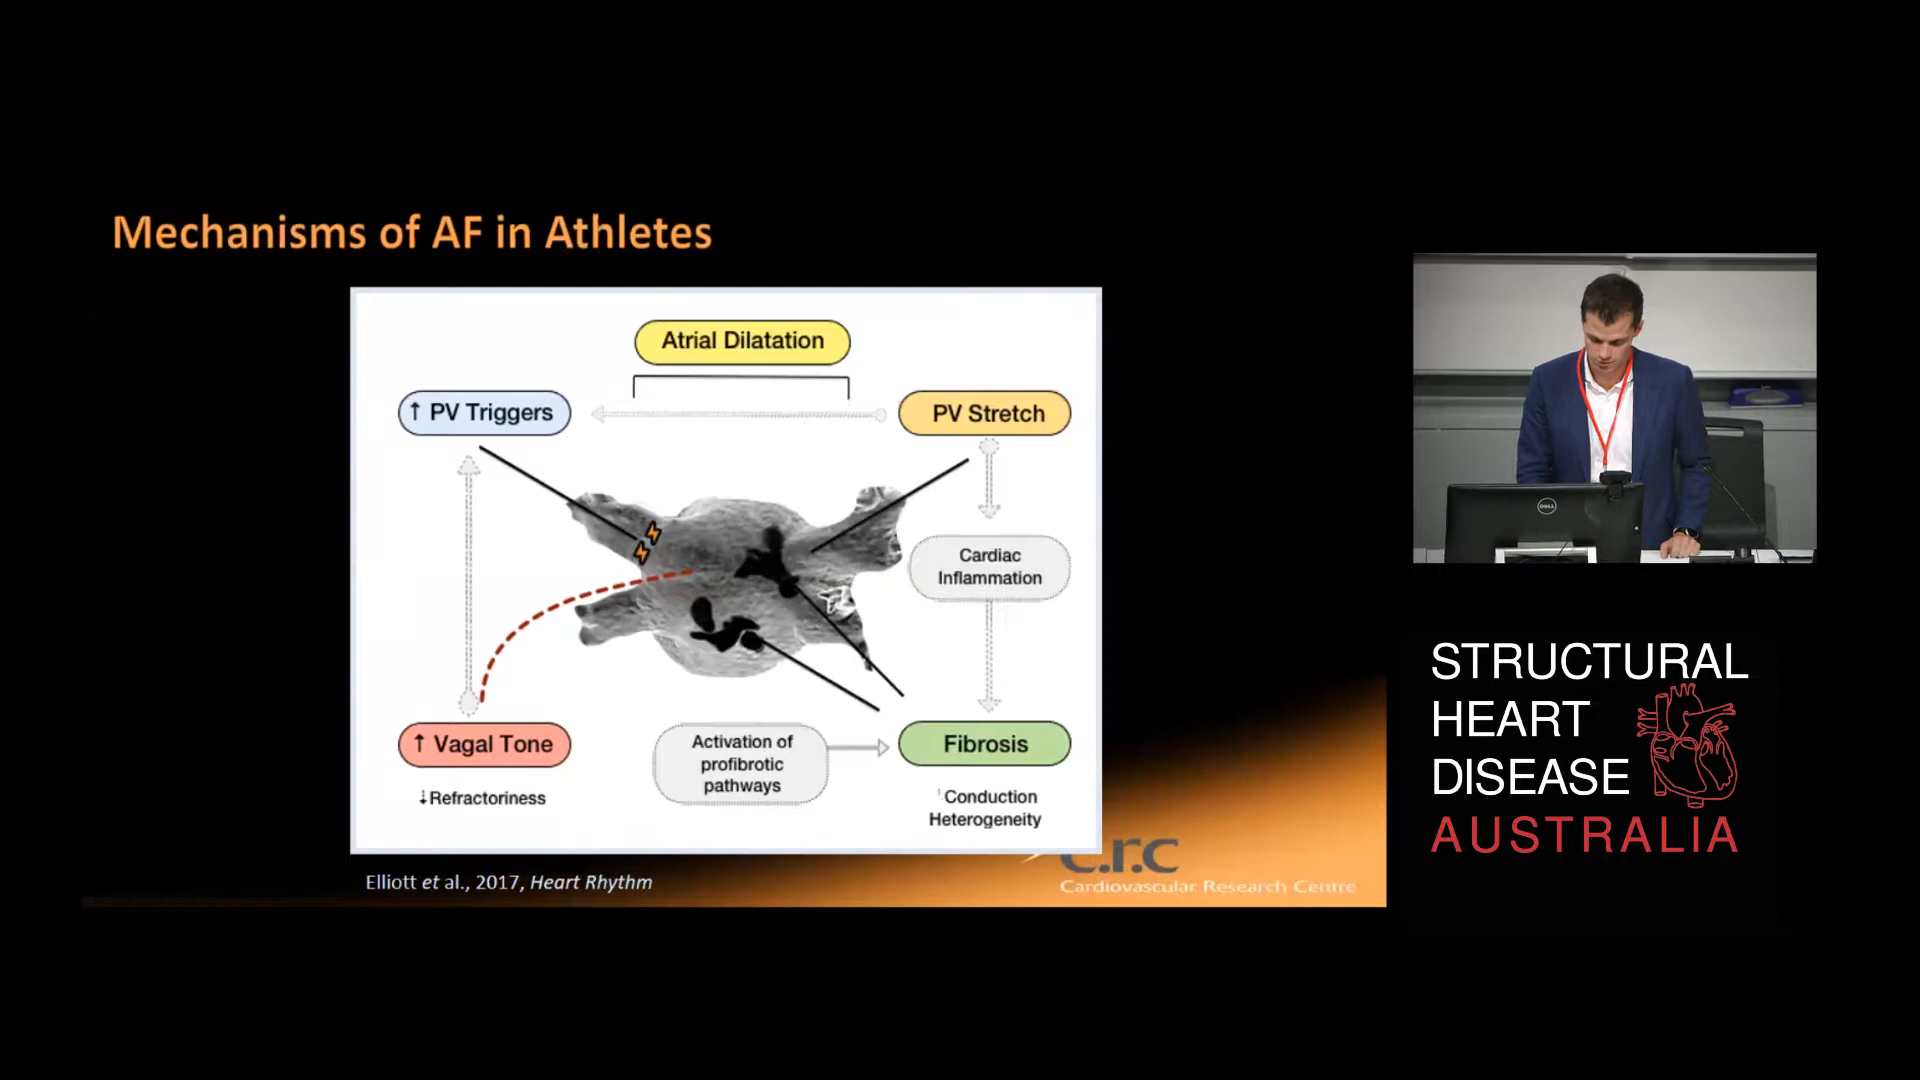 Mechanisms of AF in Athletes
Atrial Dilatation
↑ PV Triggers
PV Stretch
Cardiac
Inflammation
↑ Vagal Tone
↓Refractoriness
Activation of
profibrotic
pathways
Fibrosis
Conduction
Heterogeneity
Elliott et al., 2017, Heart Rhythm
c.r.c
Cardiovascular Research Centre
DELL
STRUCTURAL
HEART
DISEASE
AUSTRALIA